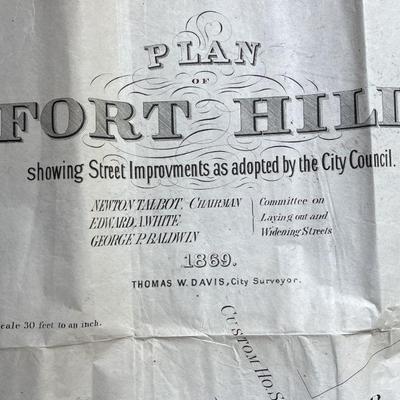 PLAN
OF
FORT HILL
showing Street Improvments as adopted by the City Council.
NEWTON TALBOT, CHAIRMAN
EDWARD A. WHITE
GEORGE P. BALDWIN
Committee on
Laying out and
Widening Streets
1869.
THOMAS W. DAVIS, City Surveyor.
cale 30 feet to an inch.
CUSTOM HO. S